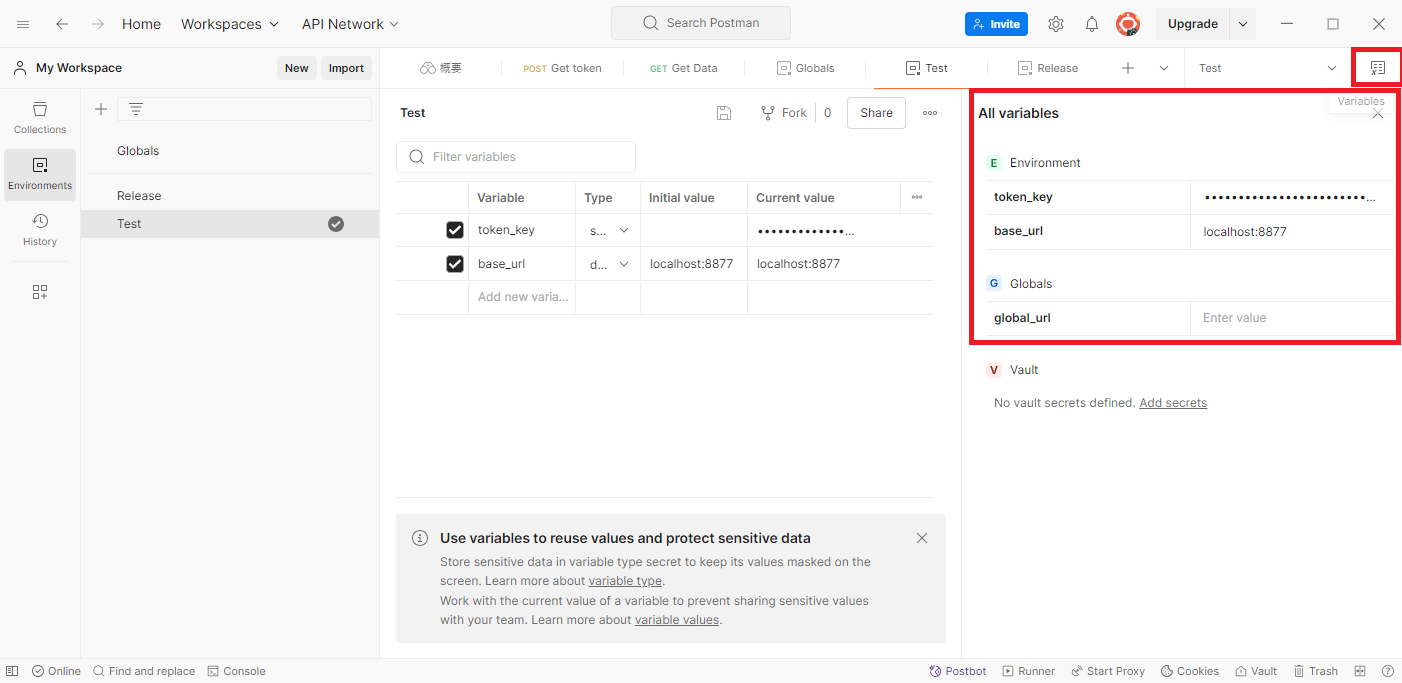 Home Workspaces API Network Search Postman Invite Upgrade
My Workspace New Import 概要 POST Get token GET Get Data Globals Test Release Test
Variables
Collections
Environments
History
Globals
Release
Test
Test Fork 0 Share
Filter variables
Variable Type Initial value Current value
token_key s... ••••••••••••• ...
base_url d... localhost:8877 localhost:8877
Add new varia...
Use variables to reuse values and protect sensitive data
Store sensitive data in variable type secret to keep its values masked on the
screen. Learn more about variable type.
Work with the current value of a variable to prevent sharing sensitive values
with your team. Learn more about variable values.
All variables
E Environment
token_key ••••••••••••••••••••••••...
base_url localhost:8877
G Globals
global_url Enter value
V Vault
No vault secrets defined. Add secrets
Online Find and replace Console Postbot Runner Start Proxy Cookies Vault Trash